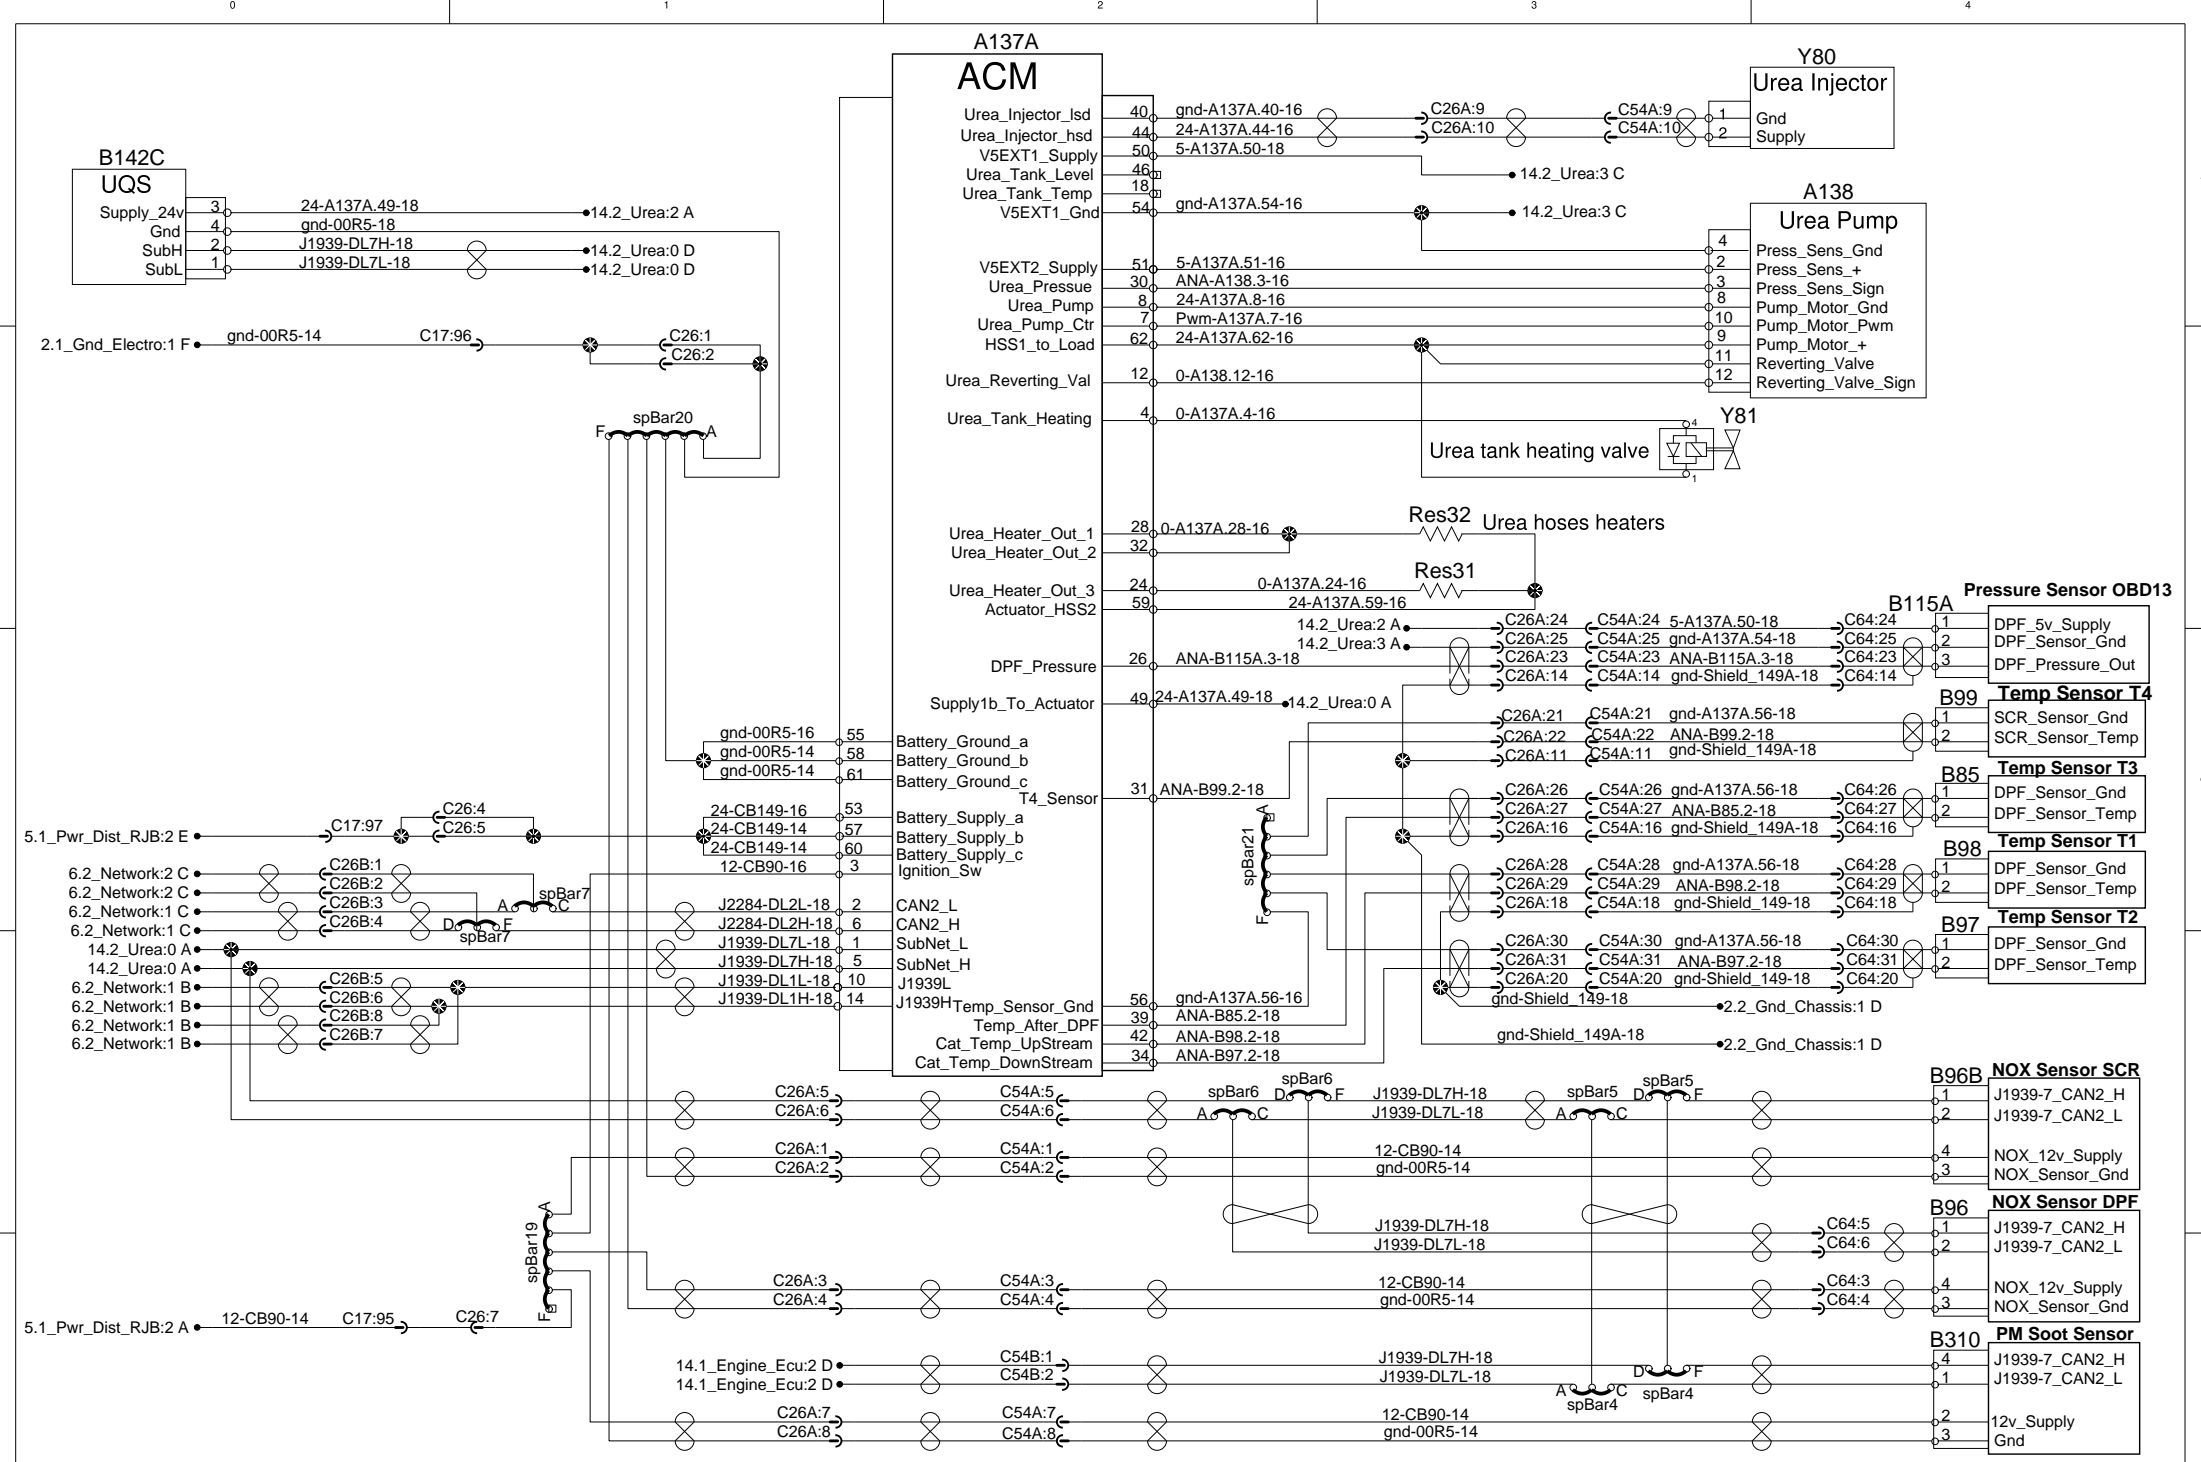 0 1 2 3 4
A137A
ACM
Urea_Injector_lsd 40 gnd-A137A.40-16 C26A:9 C54A:9
Urea_Injector_hsd 44 24-A137A.44-16 C26A:10 C54A:10
V5EXT1_Supply 50 5-A137A.50-18
14.2_Urea:3 C
Urea_Tank_Level 46
Urea_Tank_Temp 18
V5EXT1_Gnd 54 gnd-A137A.54-16
14.2_Urea:3 C
V5EXT2_Supply 51 5-A137A.51-16
Urea_Pressue 30 ANA-A138.3-16
Urea_Pump 8 24-A137A.8-16
Urea_Pump_Ctr 7 Pwm-A137A.7-16
HSS1_to_Load 62 24-A137A.62-16
Urea_Reverting_Val 12 0-A138.12-16
Urea_Tank_Heating 4 0-A137A.4-16
Y80
Urea Injector
1 Gnd
2 Supply
A138
Urea Pump
4 Press_Sens_Gnd
2 Press_Sens_+
3 Press_Sens_Sign
8 Pump_Motor_Gnd
10 Pump_Motor_Pwm
9 Pump_Motor_+
11 Reverting_Valve
12 Reverting_Valve_Sign
Y81
4
Urea tank heating valve
1
B142C
UQS
Supply_24v 3 24-A137A.49-18 14.2_Urea:2 A
Gnd 4 gnd-00R5-18
SubH 2 J1939-DL7H-18 14.2_Urea:0 D
SubL 1 J1939-DL7L-18 14.2_Urea:0 D
2.1_Gnd_Electro:1 F gnd-00R5-14 C17:96 C26:1
C26:2
spBar20
F A
Urea_Heater_Out_1 28 0-A137A.28-16 Res32 Urea hoses heaters
Urea_Heater_Out_2 32
Urea_Heater_Out_3 24 0-A137A.24-16 Res31
Actuator_HSS2 59 24-A137A.59-16
Pressure Sensor OBD13
B115A
14.2_Urea:2 A C26A:24 C54A:24 5-A137A.50-18 C64:24 1 DPF_5v_Supply
14.2_Urea:3 A C26A:25 C54A:25 gnd-A137A.54-18 C64:25 2 DPF_Sensor_Gnd
DPF_Pressure 26 ANA-B115A.3-18 C26A:23 C54A:23 ANA-B115A.3-18 C64:23 3 DPF_Pressure_Out
C26A:14 C54A:14 gnd-Shield_149A-18 C64:14
Supply1b_To_Actuator 49 24-A137A.49-18 14.2_Urea:0 A
B99 Temp Sensor T4
C26A:21 C54A:21 gnd-A137A.56-18 1 SCR_Sensor_Gnd
C26A:22 C54A:22 ANA-B99.2-18 2 SCR_Sensor_Temp
C26A:11 C54A:11 gnd-Shield_149A-18
gnd-00R5-16 55 Battery_Ground_a
gnd-00R5-14 58 Battery_Ground_b
gnd-00R5-14 61 Battery_Ground_c
T4_Sensor 31 ANA-B99.2-18
B85 Temp Sensor T3
C26A:26 C54A:26 gnd-A137A.56-18 C64:26 1 DPF_Sensor_Gnd
C26A:27 C54A:27 ANA-B85.2-18 C64:27 2 DPF_Sensor_Temp
C26A:16 C54A:16 gnd-Shield_149A-18 C64:16
A
spBar21
F
5.1_Pwr_Dist_RJB:2 E C17:97 C26:4
C26:5
24-CB149-16 53 Battery_Supply_a
24-CB149-14 57 Battery_Supply_b
24-CB149-14 60 Battery_Supply_c
12-CB90-16 3 Ignition_Sw
B98 Temp Sensor T1
C26A:28 C54A:28 gnd-A137A.56-18 C64:28 1 DPF_Sensor_Gnd
C26A:29 C54A:29 ANA-B98.2-18 C64:29 2 DPF_Sensor_Temp
C26A:18 C54A:18 gnd-Shield_149-18 C64:18
6.2_Network:2 C C26B:1
6.2_Network:2 C C26B:2
6.2_Network:1 C C26B:3 A spBar7 C J2284-DL2L-18 2 CAN2_L
6.2_Network:1 C C26B:4 D spBar7 F J2284-DL2H-18 6 CAN2_H
14.2_Urea:0 A J1939-DL7L-18 1 SubNet_L
14.2_Urea:0 A J1939-DL7H-18 5 SubNet_H
6.2_Network:1 B C26B:5 J1939-DL1L-18 10 J1939L
6.2_Network:1 B C26B:6 J1939-DL1H-18 14 J1939H
6.2_Network:1 B C26B:8
6.2_Network:1 B C26B:7
B97 Temp Sensor T2
C26A:30 C54A:30 gnd-A137A.56-18 C64:30 1 DPF_Sensor_Gnd
C26A:31 C54A:31 ANA-B97.2-18 C64:31 2 DPF_Sensor_Temp
C26A:20 C54A:20 gnd-Shield_149-18 C64:20
gnd-Shield_149-18 2.2_Gnd_Chassis:1 D
gnd-Shield_149A-18 2.2_Gnd_Chassis:1 D
Temp_Sensor_Gnd 56 gnd-A137A.56-16
Temp_After_DPF 39 ANA-B85.2-18
Cat_Temp_UpStream 42 ANA-B98.2-18
Cat_Temp_DownStream 34 ANA-B97.2-18
B96B NOX Sensor SCR
C26A:5 C54A:5 spBar6 D spBar6 F J1939-DL7H-18 spBar5 D spBar5 F 1 J1939-7_CAN2_H
C26A:6 C54A:6 A C J1939-DL7L-18 A C 2 J1939-7_CAN2_L
C26A:1 C54A:1 12-CB90-14 4 NOX_12v_Supply
C26A:2 C54A:2 gnd-00R5-14 3 NOX_Sensor_Gnd
B96 NOX Sensor DPF
J1939-DL7H-18 C64:5 1 J1939-7_CAN2_H
J1939-DL7L-18 C64:6 2 J1939-7_CAN2_L
A
spBar19
F
C26A:3 C54A:3 12-CB90-14 C64:3 4 NOX_12v_Supply
C26A:4 C54A:4 gnd-00R5-14 C64:4 3 NOX_Sensor_Gnd
5.1_Pwr_Dist_RJB:2 A 12-CB90-14 C17:95 C26:7
B310 PM Soot Sensor
14.1_Engine_Ecu:2 D C54B:1 J1939-DL7H-18 D F 4 J1939-7_CAN2_H
14.1_Engine_Ecu:2 D C54B:2 J1939-DL7L-18 A C spBar4 1 J1939-7_CAN2_L
spBar4
C26A:7 C54A:7 12-CB90-14 2 12v_Supply
C26A:8 C54A:8 gnd-00R5-14 3 Gnd